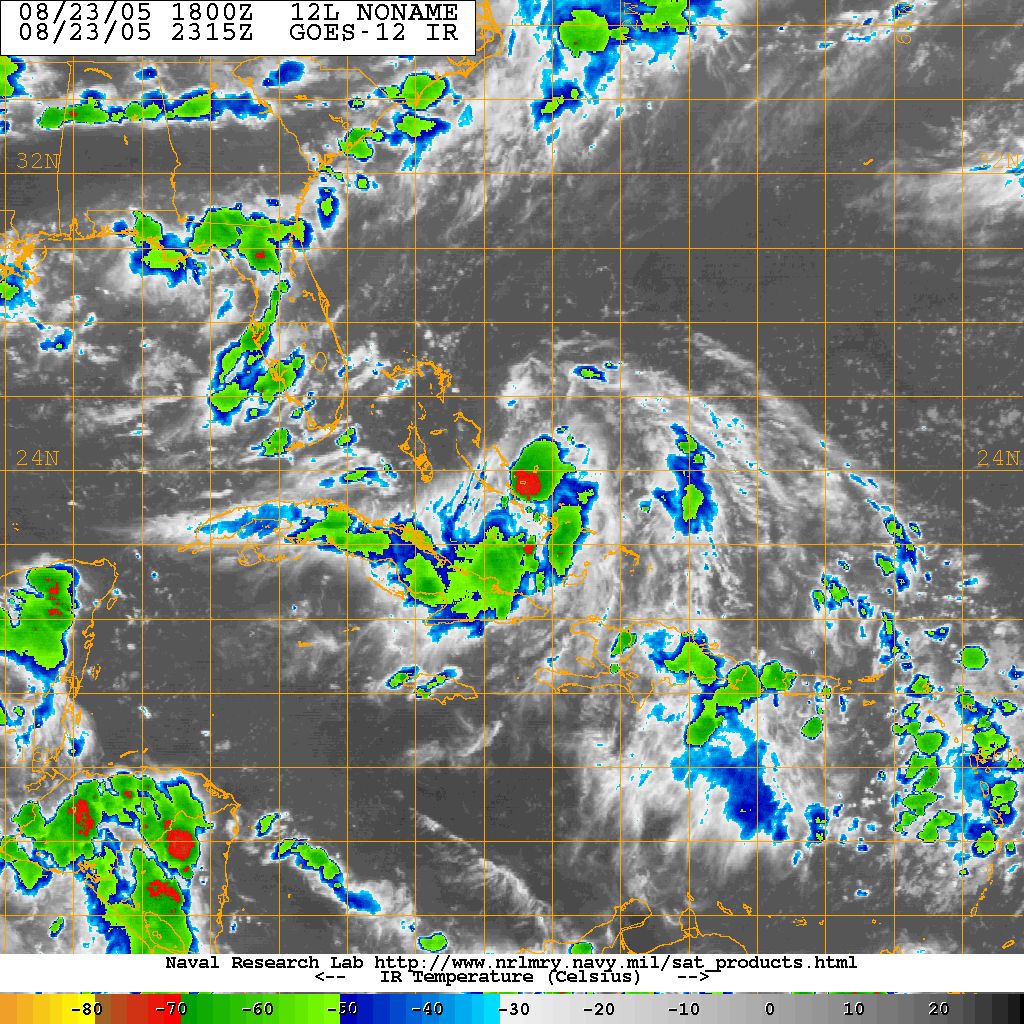 08/23/05 1800Z 12L NONAME
08/23/05 2315Z GOES-12 IR
32N
24N
24N
Naval Research Lab http://www.nrlmry.navy.mil/sat_products.html
<-- IR Temperature (Celsius) -->
-80 -70 -60 -50 -40 -30 -20 -10 0 10 20